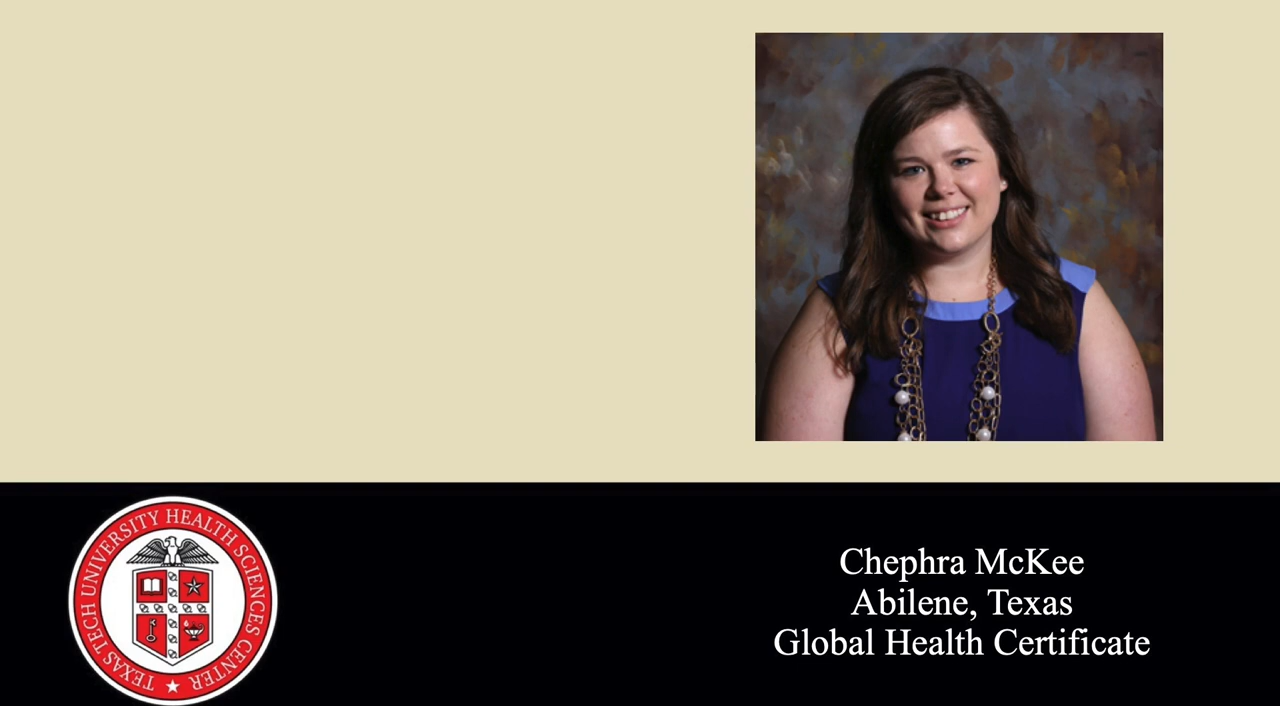 TEXAS TECH UNIVERSITY HEALTH SCIENCES CENTER
Chephra McKee
Abilene, Texas
Global Health Certificate